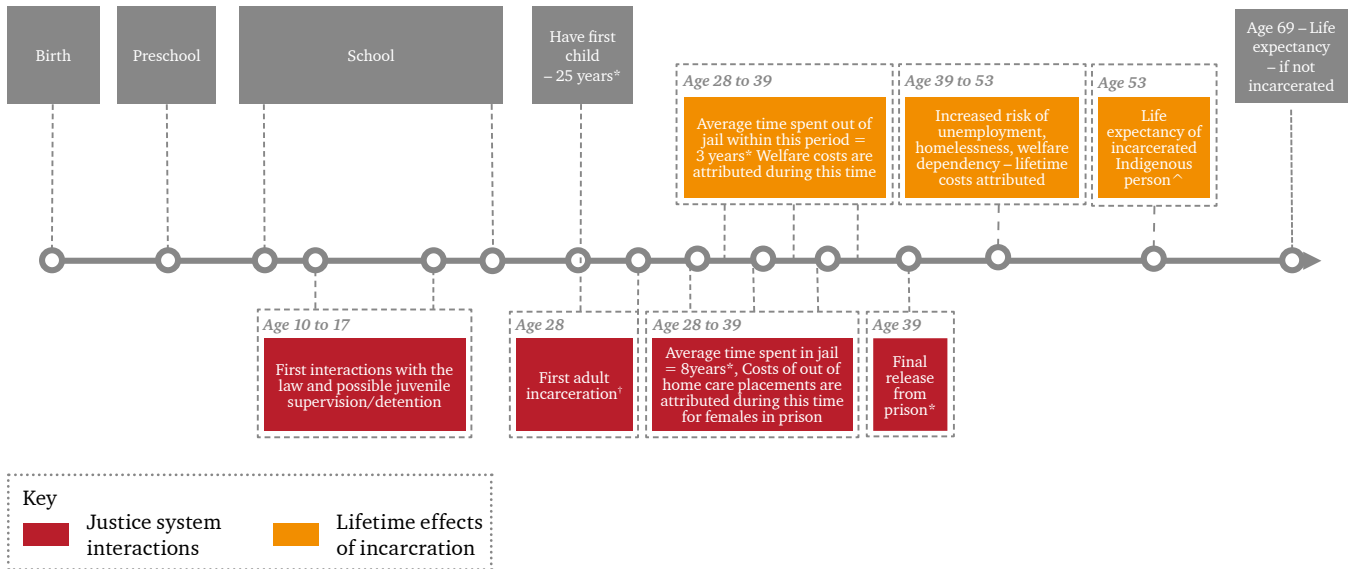 Birth
Preschool
School
Have first
child
– 25 years*
Age 69 – Life
expectancy
– if not
incarcerated
Age 28 to 39
Average time spent out of
jail within this period =
3 years* Welfare costs are
attributed during this time
Age 39 to 53
Increased risk of
unemployment,
homelessness, welfare
dependency – lifetime
costs attributed
Age 53
Life
expectancy of
incarcerated
Indigenous
person^
Age 10 to 17
First interactions with the
law and possible juvenile
supervision/detention
Age 28
First adult
incarceration†
Age 28 to 39
Average time spent in jail
= 8years*, Costs of out of
home care placements are
attributed during this time
for females in prison
Age 39
Final
release
from
prison*
Key
Justice system
interactions
Lifetime effects
of incarcration